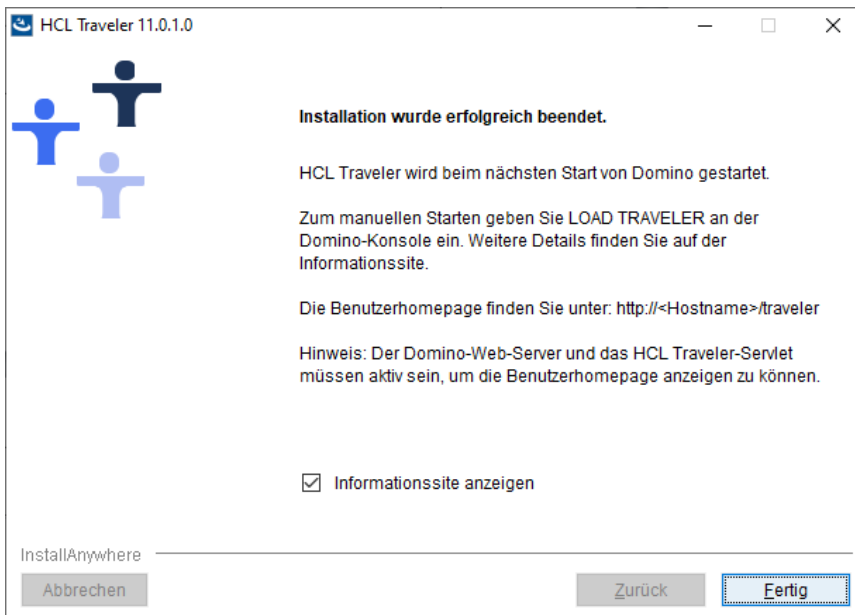 HCL Traveler 11.0.1.0
Installation wurde erfolgreich beendet.
HCL Traveler wird beim nächsten Start von Domino gestartet.
Zum manuellen Starten geben Sie LOAD TRAVELER an der
Domino-Konsole ein. Weitere Details finden Sie auf der
Informationssite.
Die Benutzerhomepage finden Sie unter: http://<Hostname>/traveler
Hinweis: Der Domino-Web-Server und das HCL Traveler-Servlet
müssen aktiv sein, um die Benutzerhomepage anzeigen zu können.
Informationssite anzeigen
InstallAnywhere
Abbrechen
Zurück
Fertig